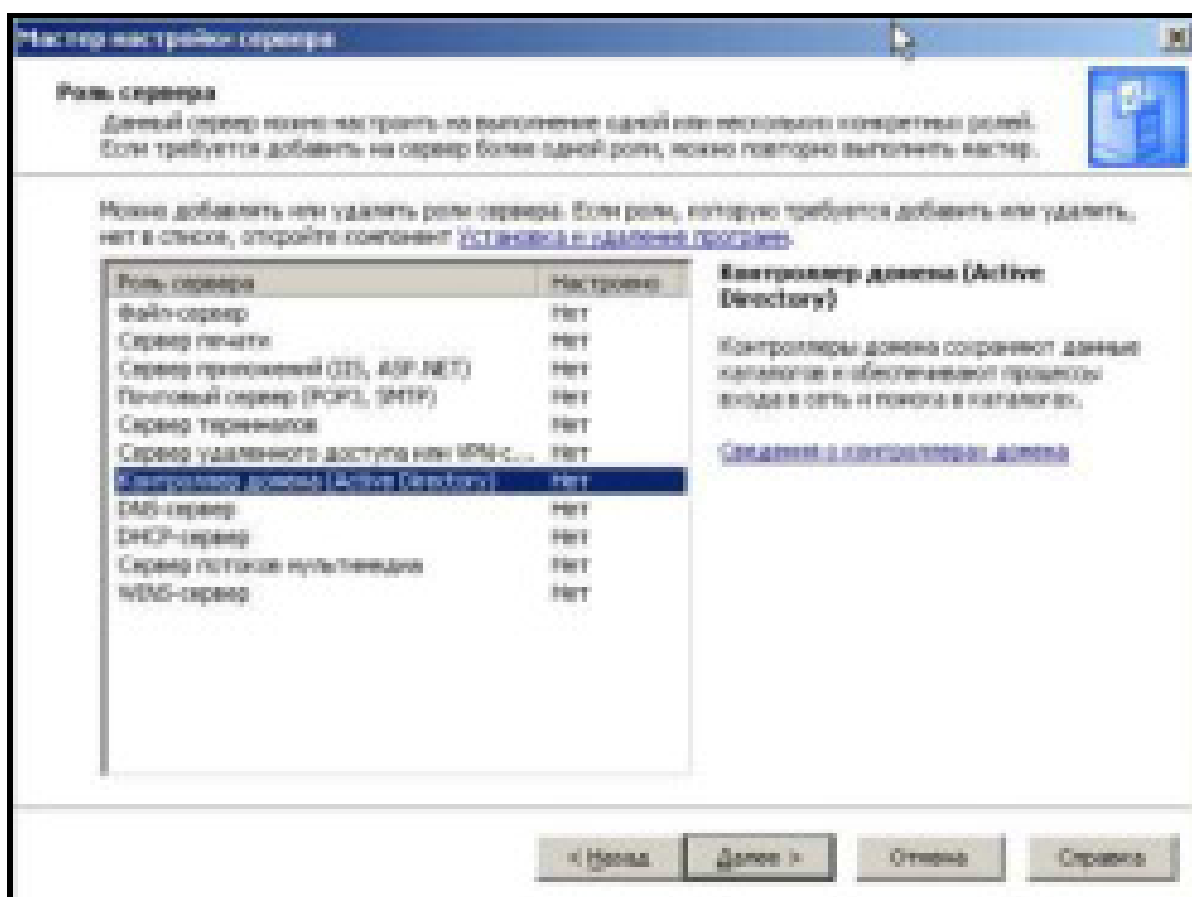 Мастер настройки сервера
Роль сервера
Данный сервер можно настроить на выполнение одной или нескольких конкретных ролей.
Если требуется добавить на сервер более одной роли, можно повторно выполнить мастер.
Можно добавлять или удалять роли сервера. Если роли, которую требуется добавить или удалить,
нет в списке, откройте компонент Установка и удаление программ.
Роль сервера Настроено
Файл-сервер Нет
Сервер печати Нет
Сервер приложений (IIS, ASP.NET) Нет
Почтовый сервер (POP3, SMTP) Нет
Сервер терминалов Нет
Сервер удаленного доступа или VPN-с... Нет
Контроллер домена (Active Directory) Нет
DNS-сервер Нет
DHCP-сервер Нет
Сервер потоков мультимедиа Нет
WINS-сервер Нет
Контроллер домена (Active
Directory)
Контроллеры домена сохраняют данные
каталогов и обеспечивают процессы
входа в сеть и поиска в каталогах.
Сведения о контроллерах домена
< Назад Далее > Отмена Справка